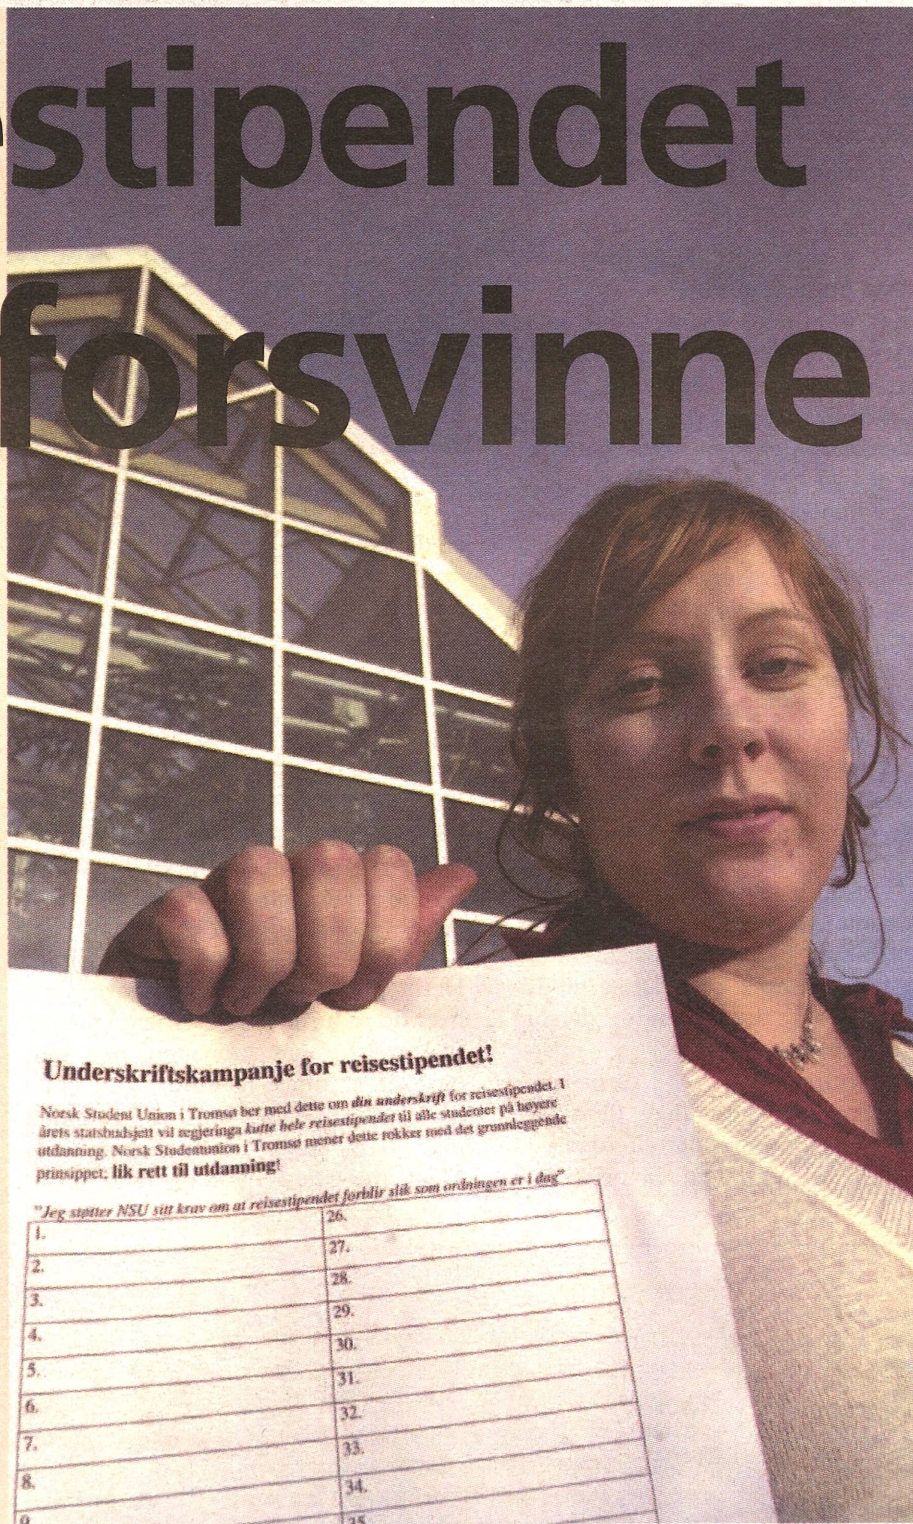 estipendet
forsvinne
Underskriftskampanje for reisestipendet!
Norsk Student Union i Tromsø ber med dette om din underskrift for reisestipendet. I
årets statsbudsjett vil regjeringa kutte hele reisestipendet til alle studenter på høyere
utdanning. Norsk Studentunion i Tromsø mener dette rokker med det grunnleggende
prinsippet; lik rett til utdanning!
"Jeg støtter NSU sitt krav om at reisestipendet forblir slik som ordningen er i dag"
1. 26.
2. 27.
3. 28.
4. 29.
5. 30.
6. 31.
7. 32.
8. 33.
9. 34.
35.